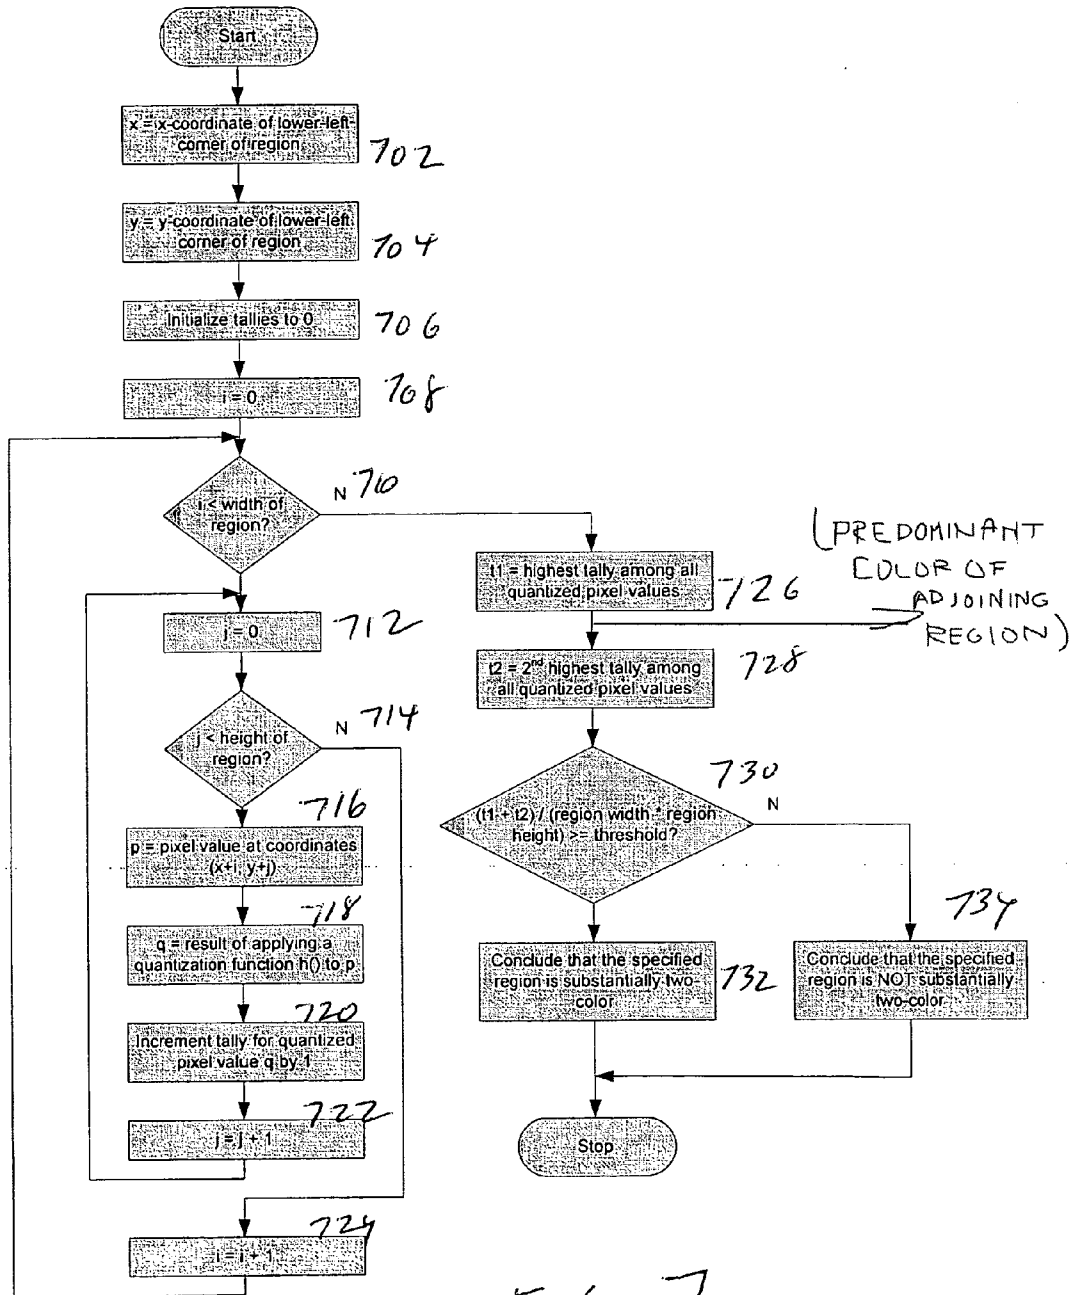 Start
x = x-coordinate of lower-left-
corner of region
702
y = y-coordinate of lower-left
corner of region
704
Initialize tallies to 0
706
i = 0
708
i < width of
region?
N 710
j = 0
712
j < height of
region?
N 714
716
p = pixel value at coordinates
(x+i, y+j)
718
q = result of applying a
quantization function h() to p
720
Increment tally for quantized
pixel value q by 1
722
j = j + 1
724
i = i + 1
t1 = highest tally among all
quantized pixel values
726
(PREDOMINANT
COLOR OF
ADJOINING
REGION)
t2 = 2nd highest tally among
all quantized pixel values
728
730
(t1 + t2) / (region width * region
height) >= threshold?
N
Conclude that the specified
region is substantially two-
color
732
734
Conclude that the specified
region is NOT substantially
two-color
Stop
7